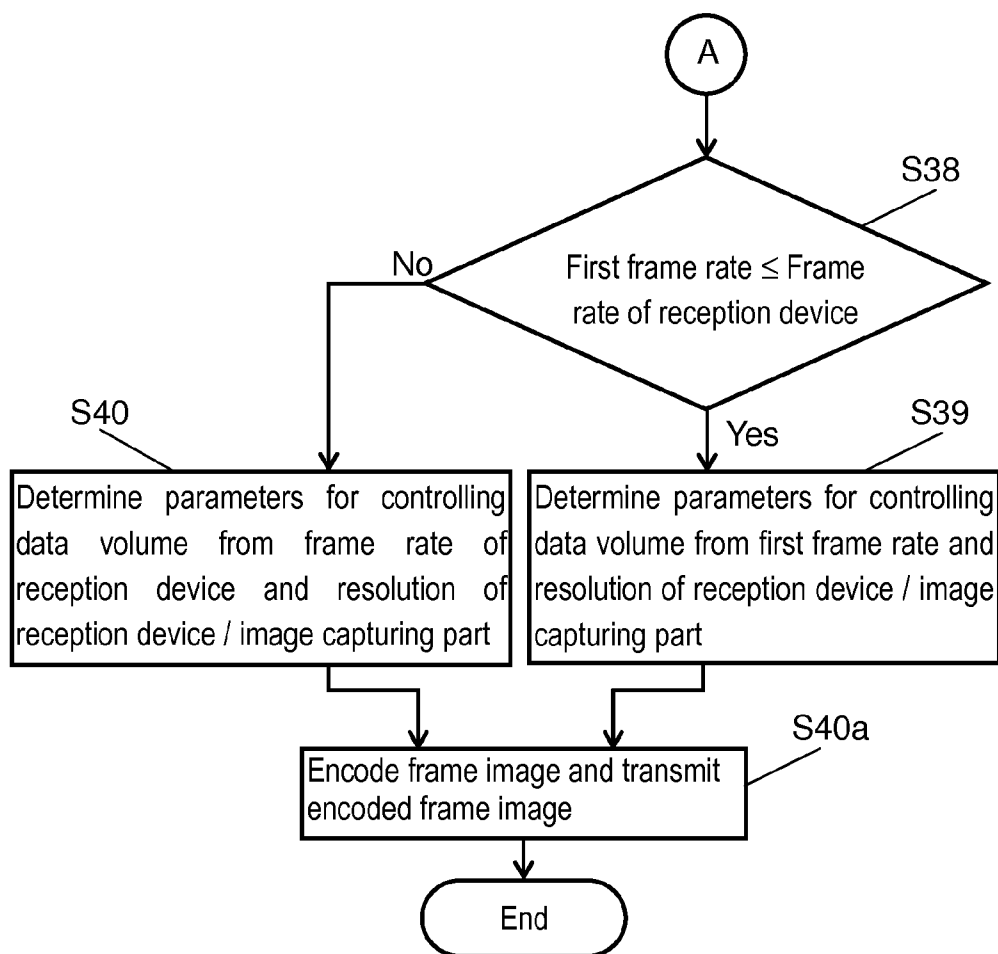 A
S38
No
First frame rate ≤ Frame
rate of reception device
S40
Yes
S39
Determine parameters for controlling
data volume from frame rate of
reception device and resolution of
reception device / image capturing part
Determine parameters for controlling
data volume from first frame rate and
resolution of reception device / image
capturing part
S40a
Encode frame image and transmit
encoded frame image
End